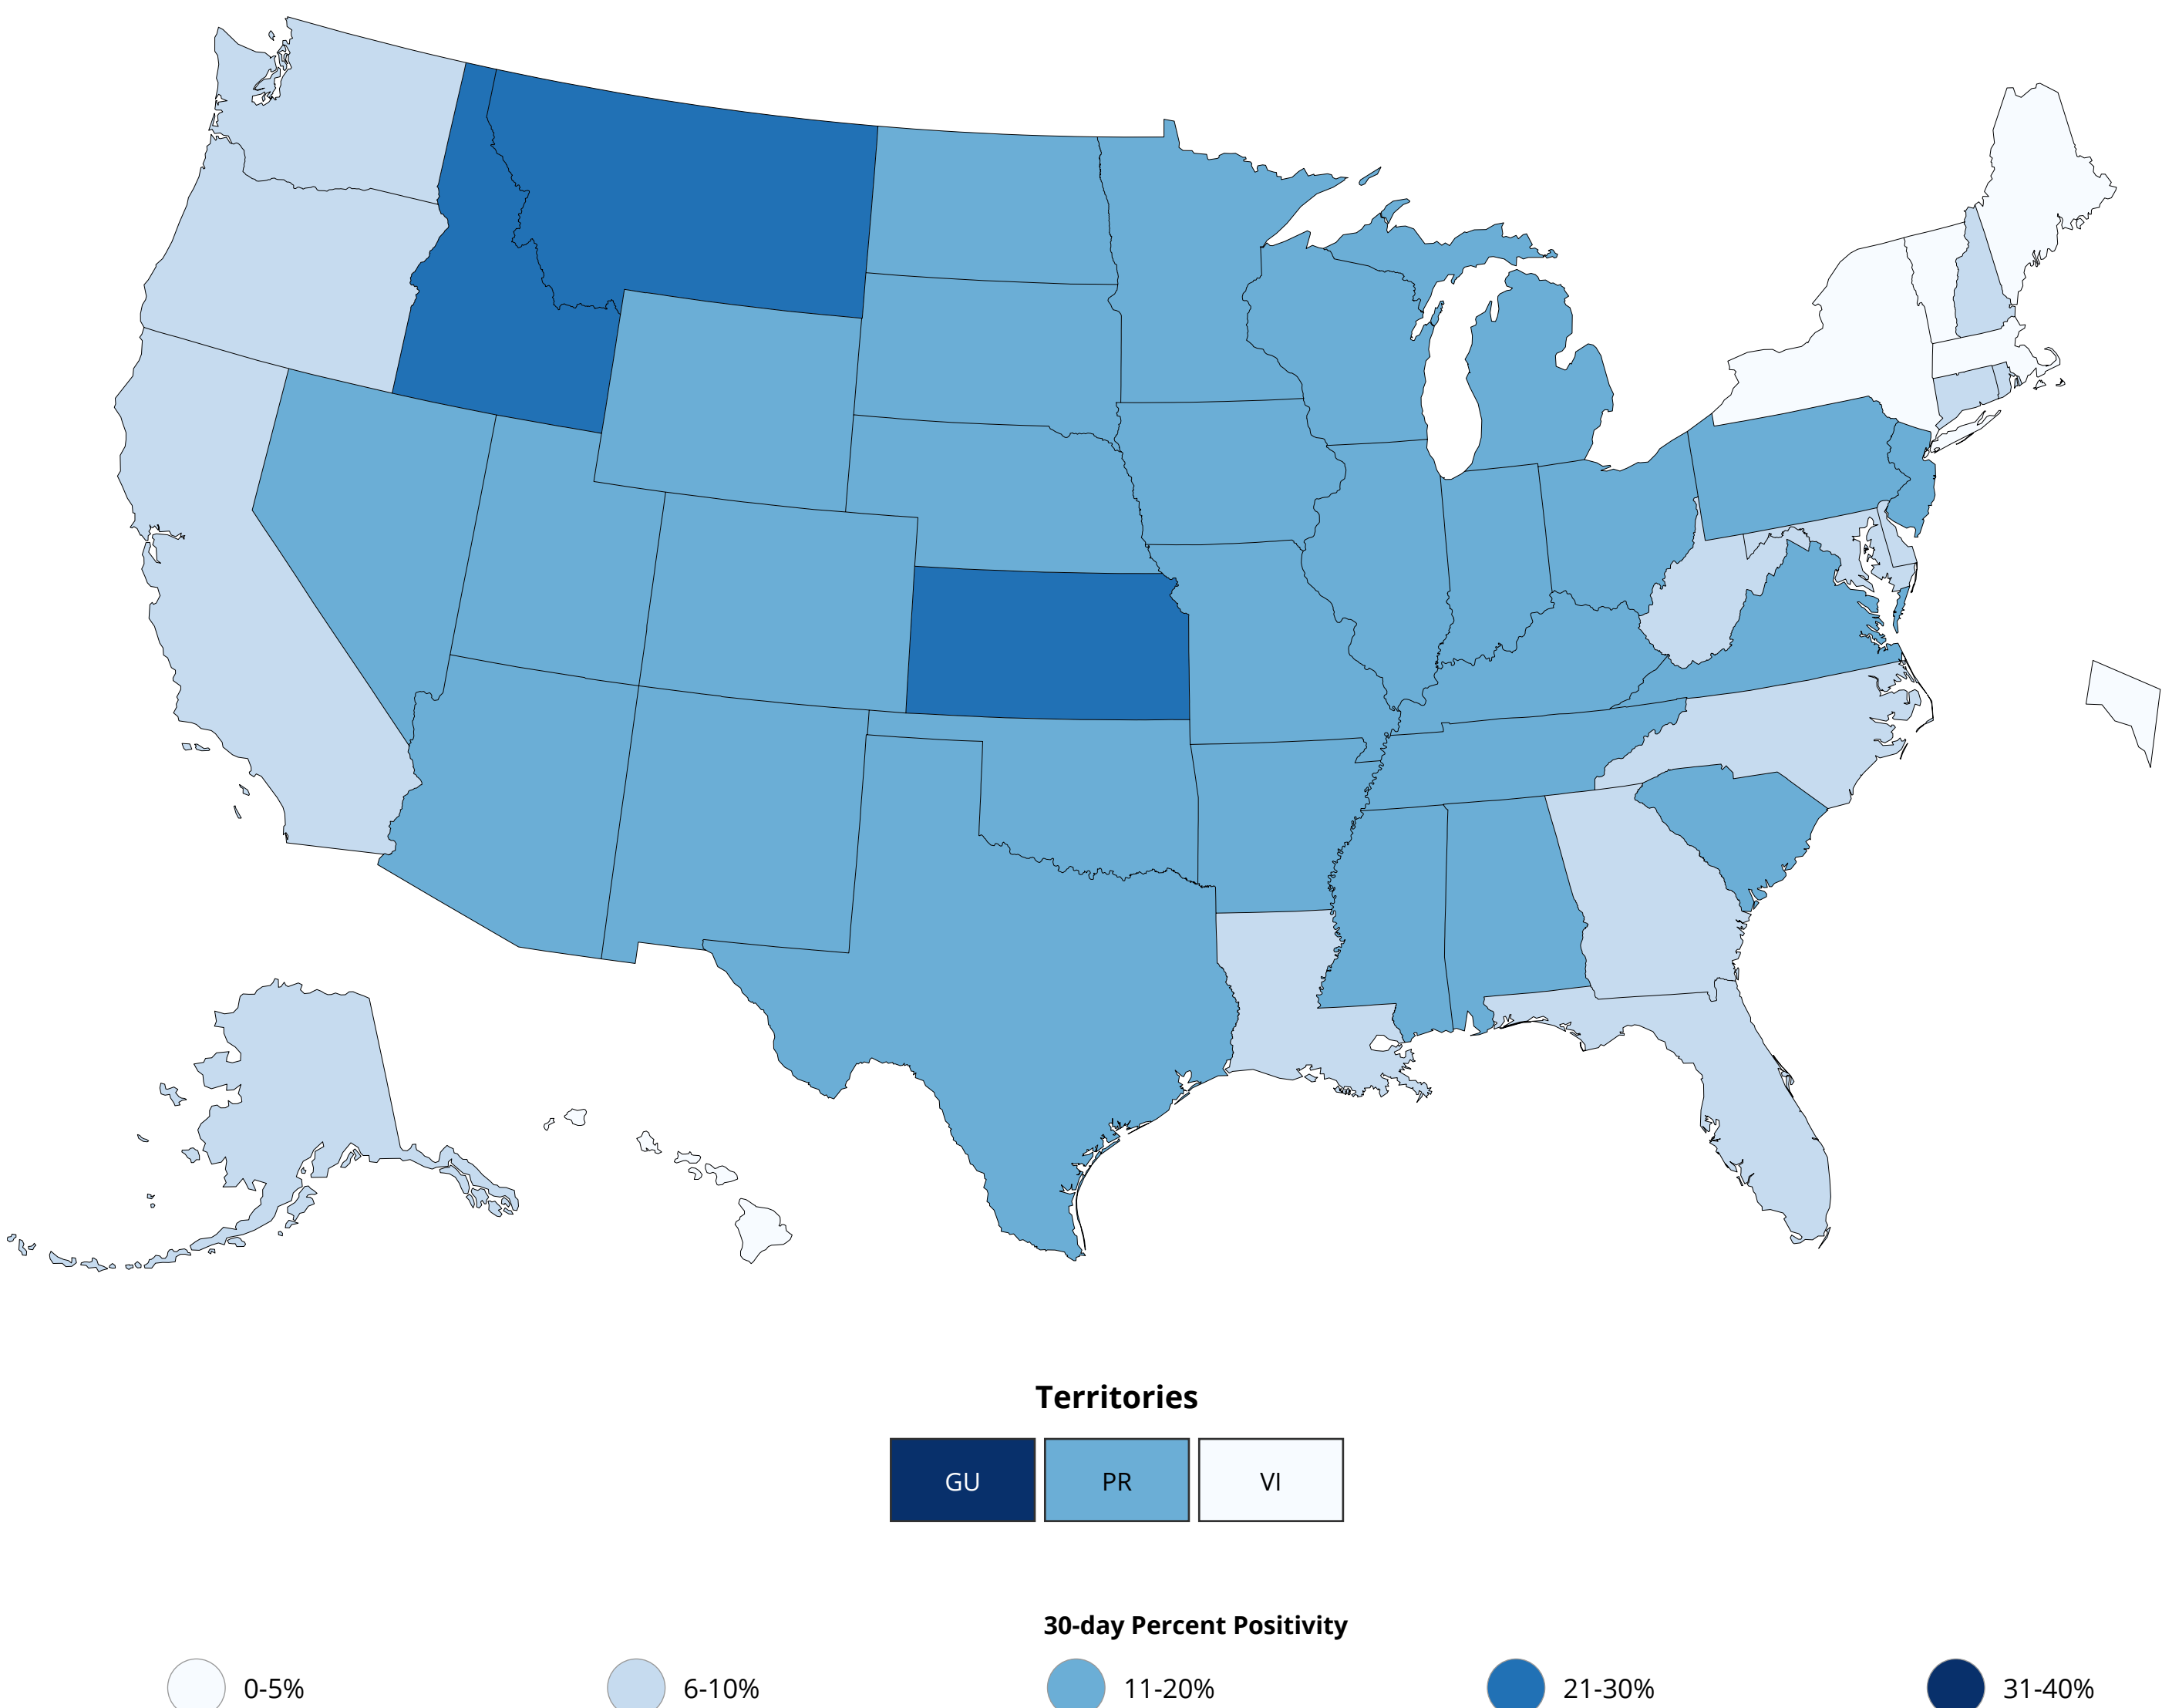 Territories
GU PR VI
30-day Percent Positivity
0-5% 6-10% 11-20% 21-30% 31-40%